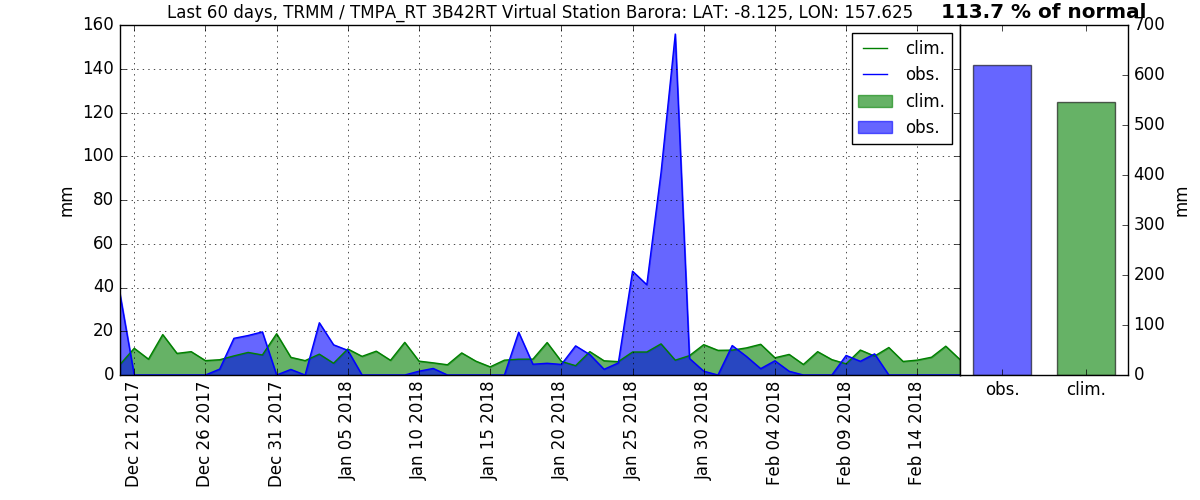 Last 60 days, TRMM / TMPA_RT 3B42RT Virtual Station Barora: LAT: -8.125, LON: 157.625
113.7 % of normal
160
140
120
100
80
60
40
20
0
mm
clim.
obs.
clim.
obs.
Dec 21 2017
Dec 26 2017
Dec 31 2017
Jan 05 2018
Jan 10 2018
Jan 15 2018
Jan 20 2018
Jan 25 2018
Jan 30 2018
Feb 04 2018
Feb 09 2018
Feb 14 2018
700
600
500
400
300
200
100
0
mm
obs.
clim.